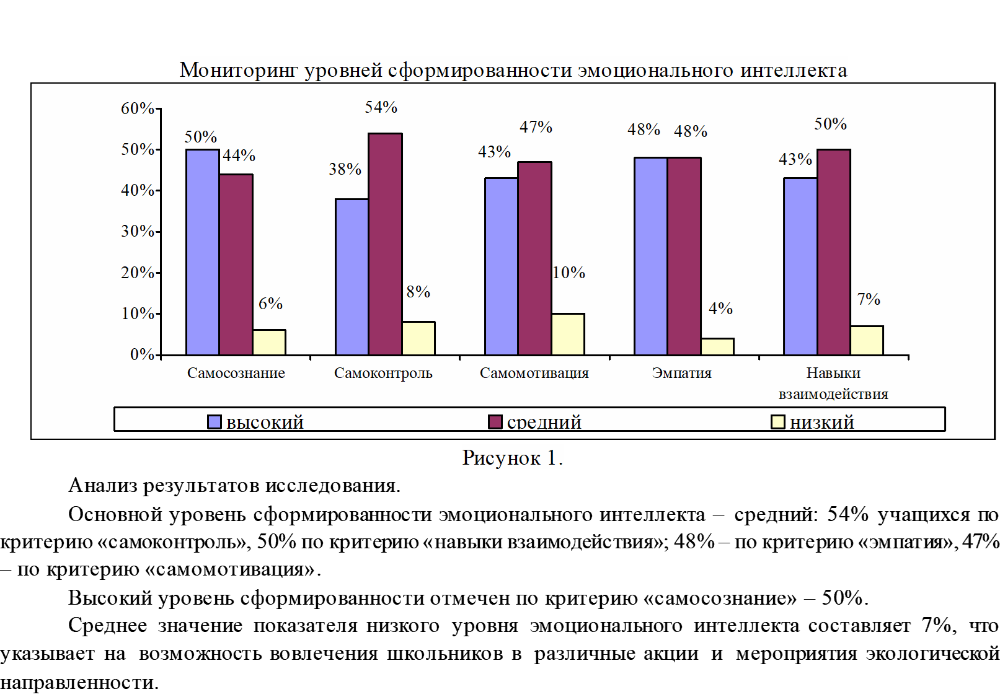 Мониторинг уровней сформированности эмоционального интеллекта
60%
50%
40%
30%
20%
10%
0%
50%
44%
6%
38%
54%
8%
43%
47%
10%
48%
48%
4%
43%
50%
7%
Самосознание
Самоконтроль
Самомотивация
Эмпатия
Навыки
взаимодействия
высокий
средний
низкий
Рисунок 1.
Анализ результатов исследования.
Основной уровень сформированности эмоционального интеллекта – средний: 54% учащихся по
критерию «самоконтроль», 50% по критерию «навыки взаимодействия»; 48% – по критерию «эмпатия», 47%
– по критерию «самомотивация».
Высокий уровень сформированности отмечен по критерию «самосознание» – 50%.
Среднее значение показателя низкого уровня эмоционального интеллекта составляет 7%, что
указывает на возможность вовлечения школьников в различные акции и мероприятия экологической
направленности.